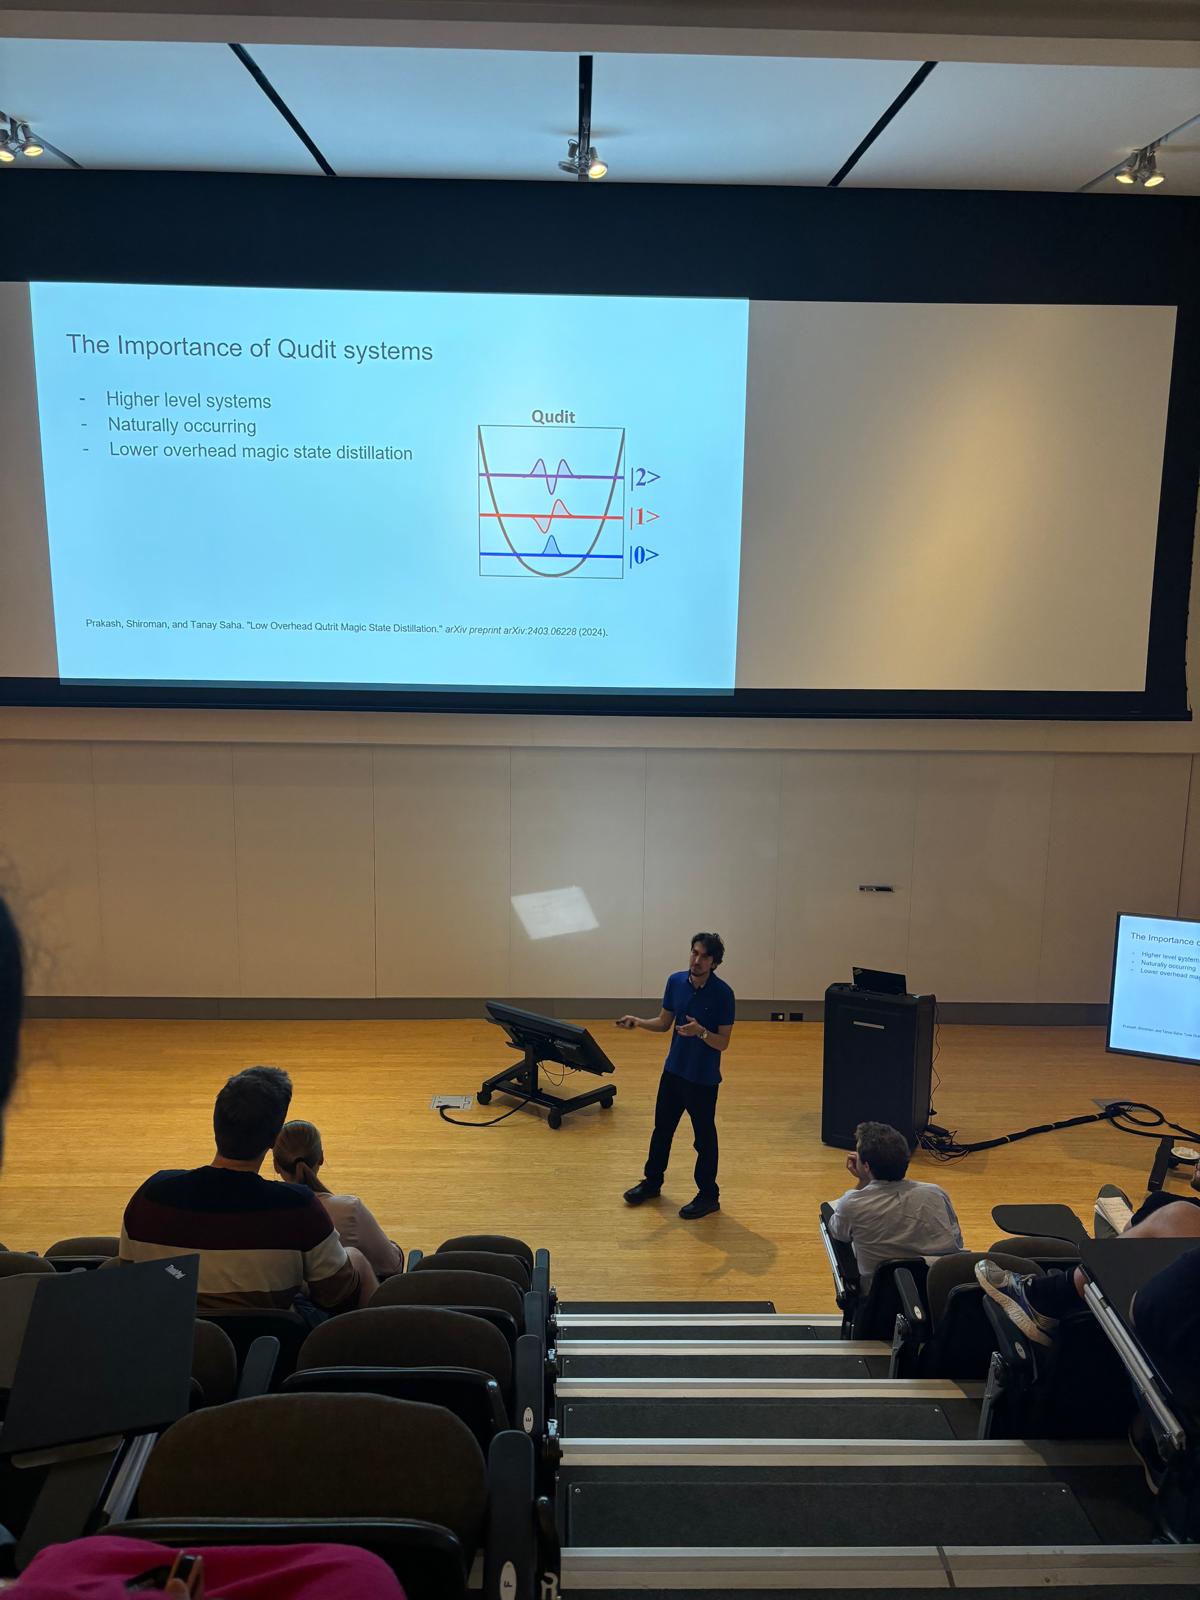 The Importance of Qudit systems
- Higher level systems
- Naturally occurring
- Lower overhead magic state distillation
Qudit
|2>
|1>
|0>
Prakash, Shiroman, and Tanay Saha. "Low Overhead Qutrit Magic State Distillation." arXiv preprint arXiv:2403.06228 (2024).
The Importance o
- Higher level system
- Naturally occurring
- Lower overhead mag
ThinkPad
E
F